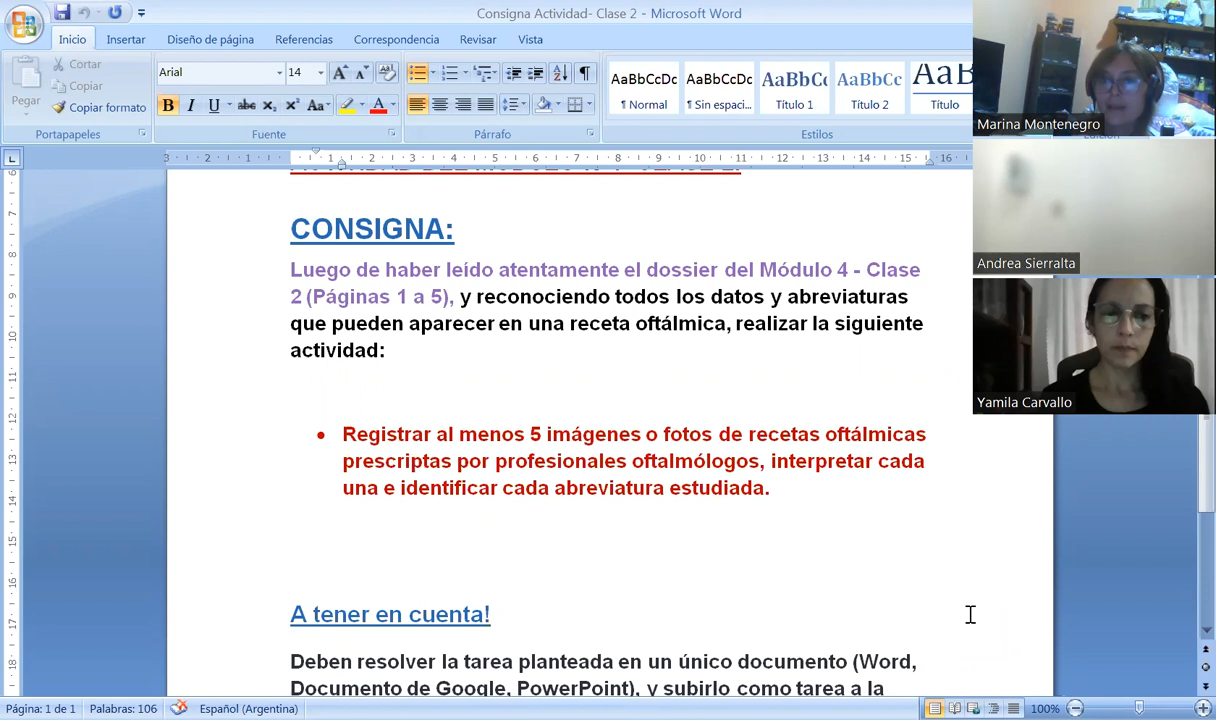 Consigna Actividad- Clase 2 - Microsoft Word
Inicio Insertar Diseño de página Referencias Correspondencia Revisar Vista
Cortar
Copiar
Pegar
Copiar formato
Portapapeles
Arial 14
Fuente
Párrafo
AaBbCcDc AaBbCcDc AaBbCc AaBbCc AaB
¶ Normal ¶ Sin espaci... Título 1 Título 2 Título
Estilos
Marina Montenegro
Andrea Sierralta
Yamila Carvallo
CONSIGNA:
Luego de haber leído atentamente el dossier del Módulo 4 - Clase
2 (Páginas 1 a 5), y reconociendo todos los datos y abreviaturas
que pueden aparecer en una receta oftálmica, realizar la siguiente
actividad:
• Registrar al menos 5 imágenes o fotos de recetas oftálmicas
prescriptas por profesionales oftalmólogos, interpretar cada
una e identificar cada abreviatura estudiada.
A tener en cuenta!
Deben resolver la tarea planteada en un único documento (Word,
Documento de Google, PowerPoint), y subirlo como tarea a la
Página: 1 de 1 Palabras: 106 Español (Argentina) 100%